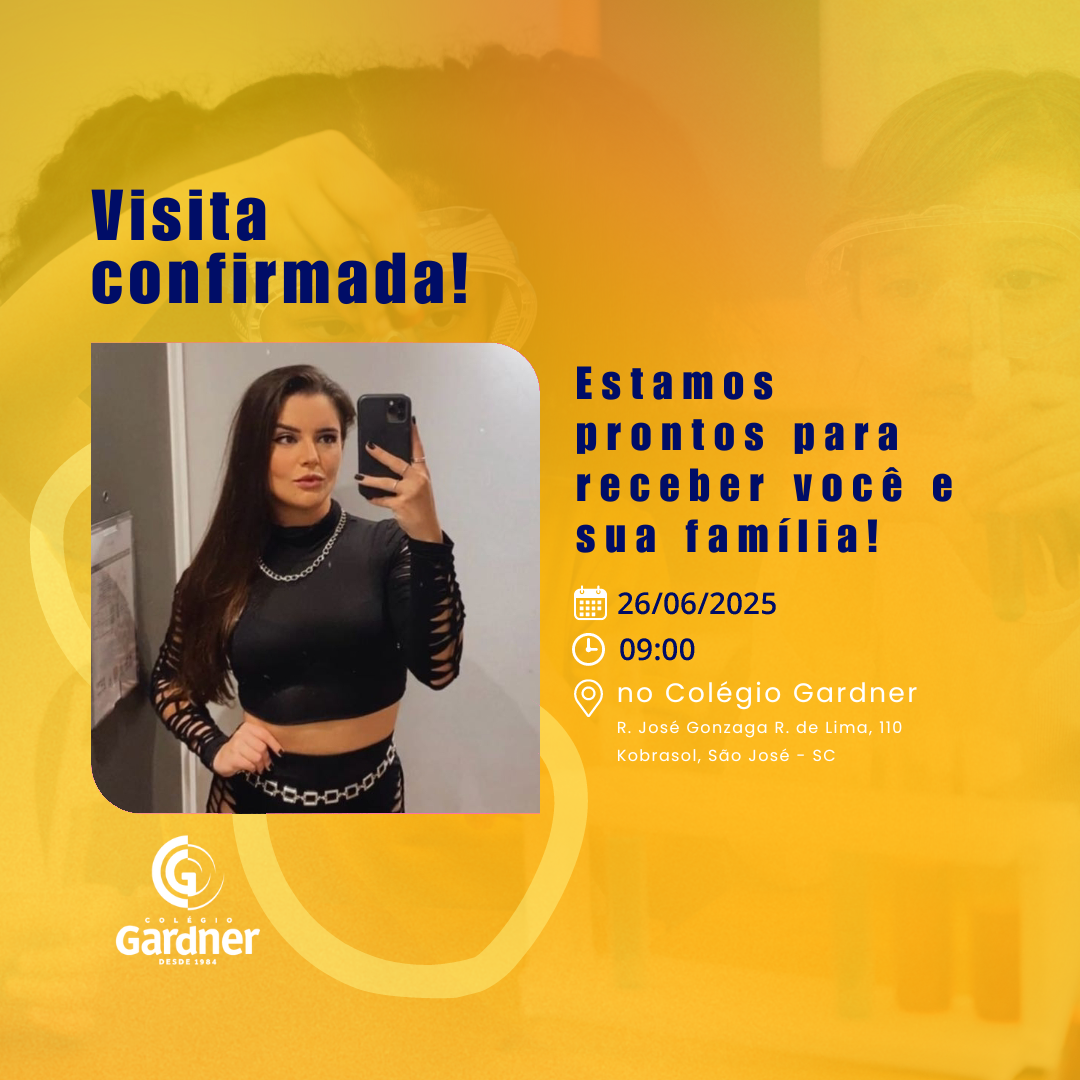 Visita
confirmada!
Estamos
prontos para
receber você e
sua família!
26/06/2025
09:00
no Colégio Gardner
R. José Gonzaga R. de Lima, 110
Kobrasol, São José - SC
G
COLÉGIO
Gardner
DESDE 1984